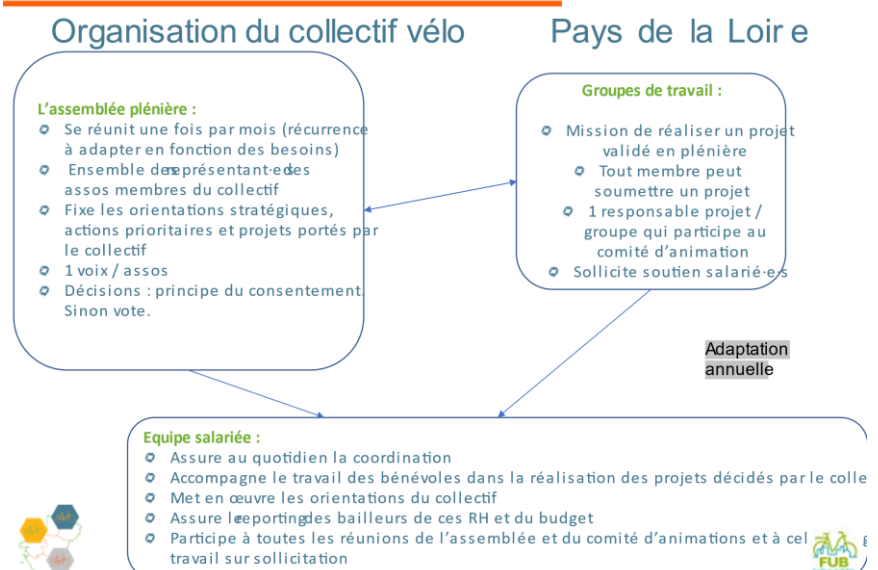 Organisation du collectif vélo Pays de la Loire
L'assemblée plénière :
Se réunit une fois par mois (récurrence
à adapter en fonction des besoins)
Ensemble des représentant·e·s des
assos membres du collectif
Fixe les orientations stratégiques,
actions prioritaires et projets portés par
le collectif
1 voix / assos
Décisions : principe du consentement.
Sinon vote.
Groupes de travail :
Mission de réaliser un projet
validé en plénière
Tout membre peut
soumettre un projet
1 responsable projet /
groupe qui participe au
comité d'animation
Sollicite soutien salarié·e·s
Adaptation
annuelle
Equipe salariée :
Assure au quotidien la coordination
Accompagne le travail des bénévoles dans la réalisation des projets décidés par le colle
Met en œuvre les orientations du collectif
Assure le reporting des bailleurs de ces RH et du budget
Participe à toutes les réunions de l'assemblée et du comité d'animations et à cel
travail sur sollicitation
FUB